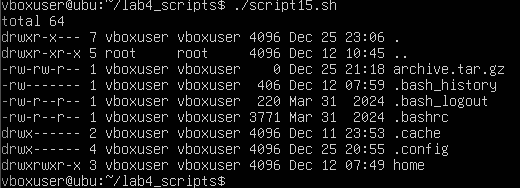 vboxuser@ubu:~/lab4_scripts$ ./script15.sh
total 64
drwxr-x--- 7 vboxuser vboxuser 4096 Dec 25 23:06 .
drwxr-xr-x 5 root     root     4096 Dec 12 10:45 ..
-rw-rw-r-- 1 vboxuser vboxuser    0 Dec 25 21:18 archive.tar.gz
-rw------- 1 vboxuser vboxuser  406 Dec 12 07:59 .bash_history
-rw-r--r-- 1 vboxuser vboxuser  220 Mar 31  2024 .bash_logout
-rw-r--r-- 1 vboxuser vboxuser 3771 Mar 31  2024 .bashrc
drwx------ 2 vboxuser vboxuser 4096 Dec 11 23:53 .cache
drwx------ 4 vboxuser vboxuser 4096 Dec 25 20:55 .config
drwxrwxr-x 3 vboxuser vboxuser 4096 Dec 12 07:49 home
vboxuser@ubu:~/lab4_scripts$